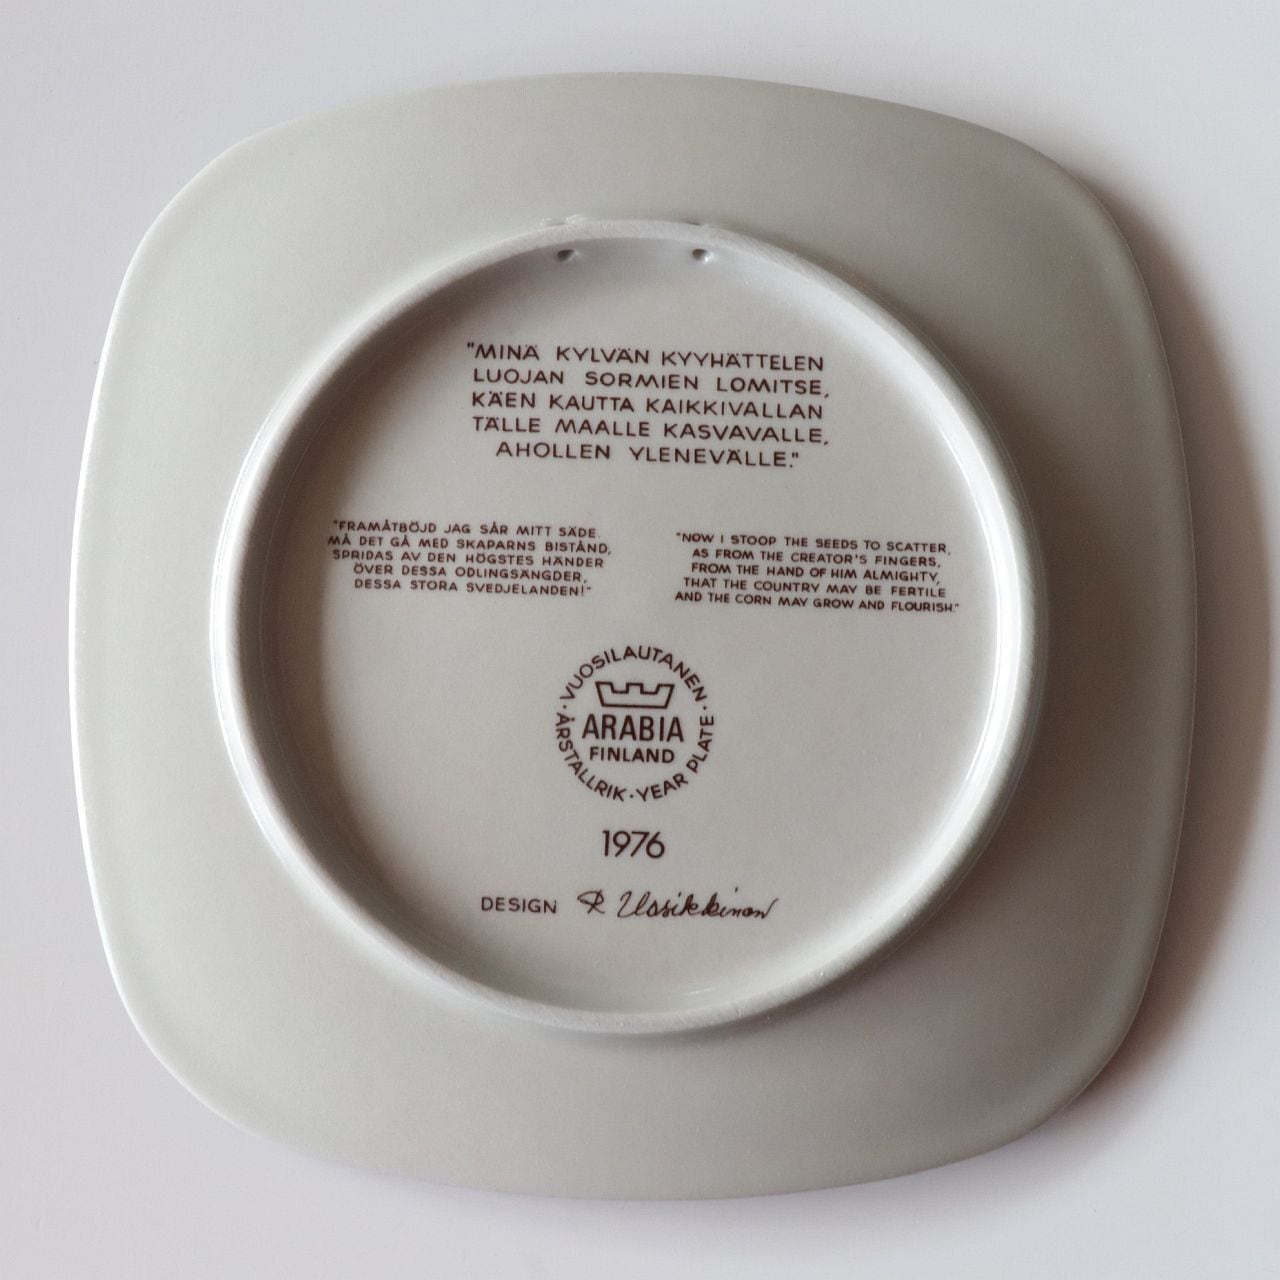 "MINÄ KYLVÄN KYYHÄTTELEN
LUOJAN SORMIEN LOMITSE,
KÄEN KAUTTA KAIKKIVALLAN
TÄLLE MAALLE KASVAVALLE,
AHOLLEN YLENEVÄLLE."
"FRAMÅTBÖJD JAG SÅR MITT SÄDE.
MÅ DET GÅ MED SKAPARNS BISTÅND,
SPRIDAS AV DEN HÖGSTES HÄNDER
ÖVER DESSA ODLINGSÄNGDER,
DESSA STORA SVEDJELANDEN!"
"NOW I STOOP THE SEEDS TO SCATTER,
AS FROM THE CREATOR'S FINGERS,
FROM THE HAND OF HIM ALMIGHTY,
THAT THE COUNTRY MAY BE FERTILE
AND THE CORN MAY GROW AND FLOURISH."
· VUOSILAUTANEN ·
ARABIA
FINLAND
ÅRSTALLRIK · YEAR PLATE
1976
DESIGN R Uosikkinen